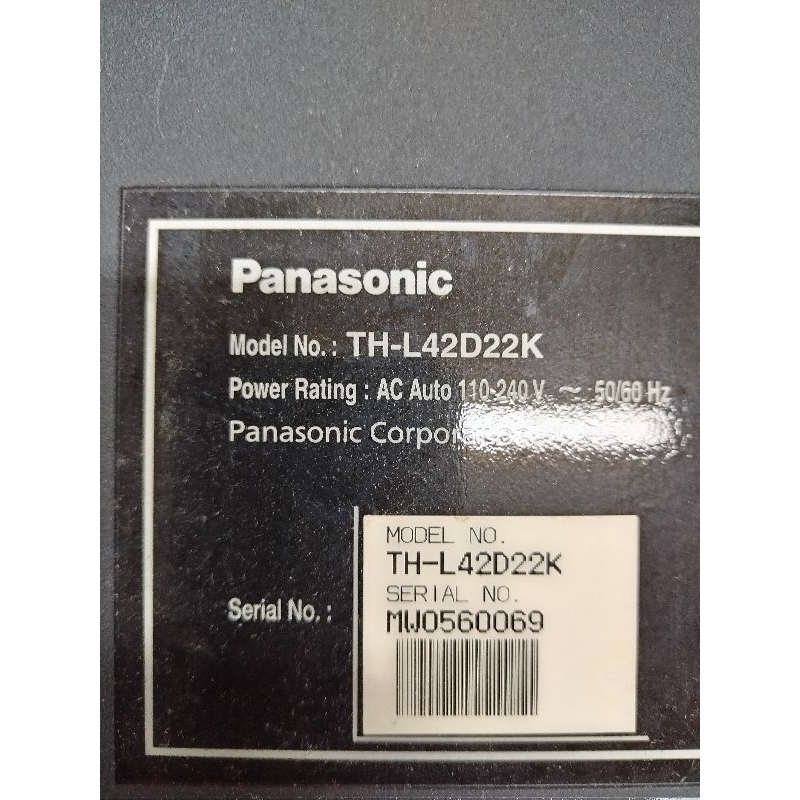 Panasonic
Model No. : TH-L42D22K
Power Rating : AC Auto 110-240 V ~ 50/60 Hz
Panasonic
MODEL NO.
TH-L42D22K
SERIAL NO.
Serial No. :
MW0560069